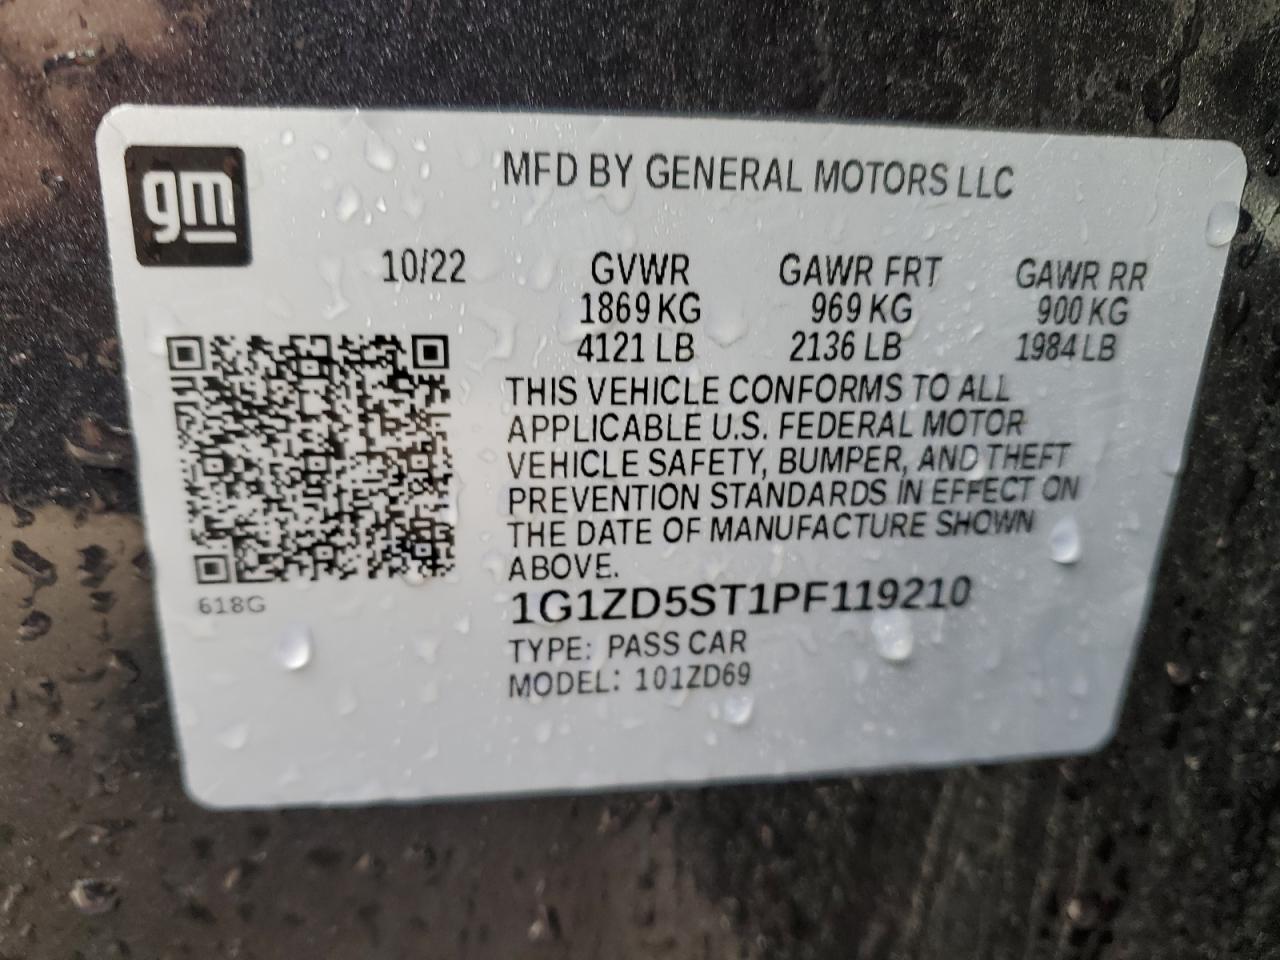 gm
MFD BY GENERAL MOTORS LLC
10/22 GVWR GAWR FRT GAWR RR
1869 KG 969 KG 900 KG
4121 LB 2136 LB 1984 LB
THIS VEHICLE CONFORMS TO ALL
APPLICABLE U.S. FEDERAL MOTOR
VEHICLE SAFETY, BUMPER, AND THEFT
PREVENTION STANDARDS IN EFFECT ON
THE DATE OF MANUFACTURE SHOWN
ABOVE.
618G
1G1ZD5ST1PF119210
TYPE: PASS CAR
MODEL: 101ZD69